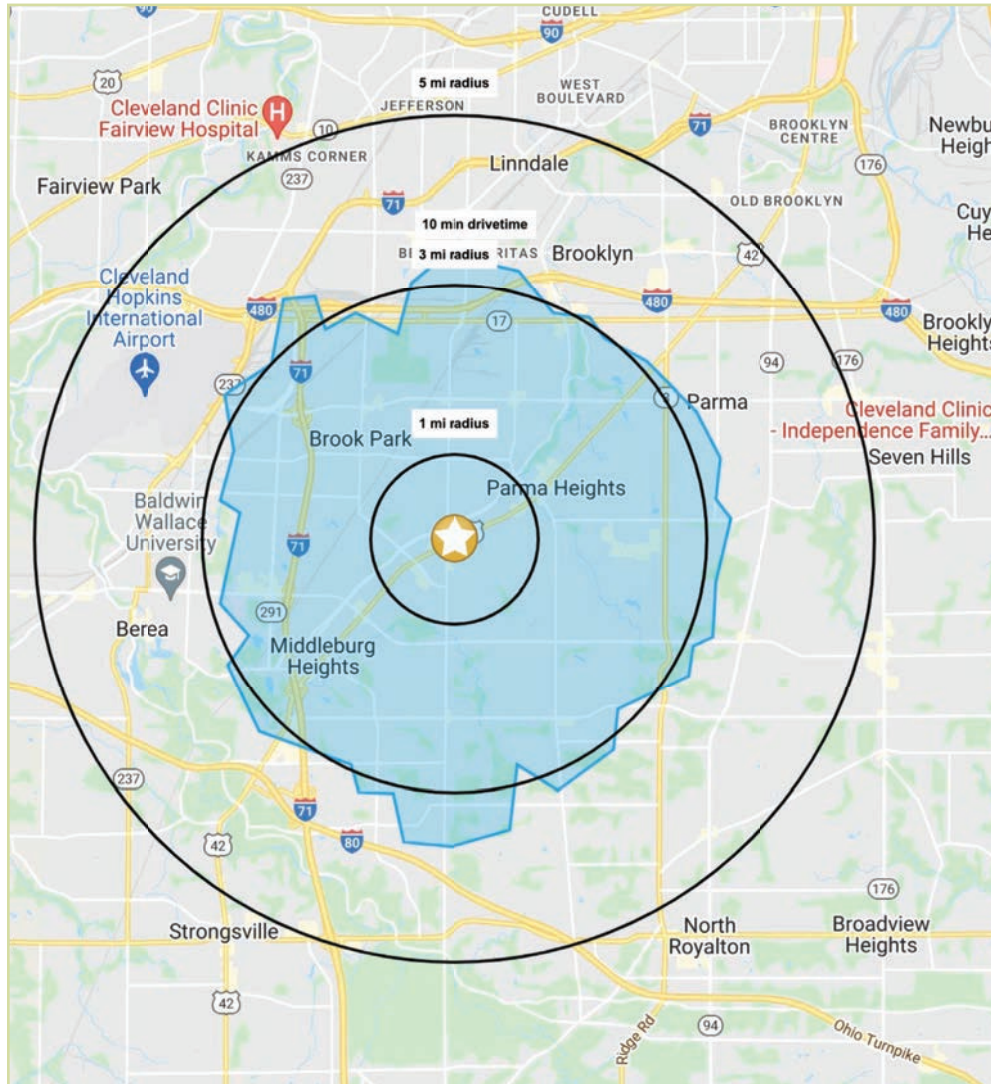 90
CUDELL
90
20
5 mi radius
WEST
BOULEVARD
JEFFERSON
Cleveland Clinic
Fairview Hospital
H
10
71
BROOKLYN
CENTRE
KAMMS CORNER
237
Linndale
176
Fairview Park
71
OLD BROOKLYN
10 min drivetime
42
3 mi radius
Brooklyn
Cleveland
Hopkins
International
Airport
480
480
480
17
237
71
94
176
3
Parma
Cleveland Clinic
- Independence Family...
1 mi radius
Brook Park
Seven Hills
Parma Heights
Baldwin
Wallace
University
71
291
Berea
Middleburg
Heights
237
71
42
80
176
Strongsville
North
Royalton
Broadview
Heights
42
94
Ridge Rd
Ohio Turnpike